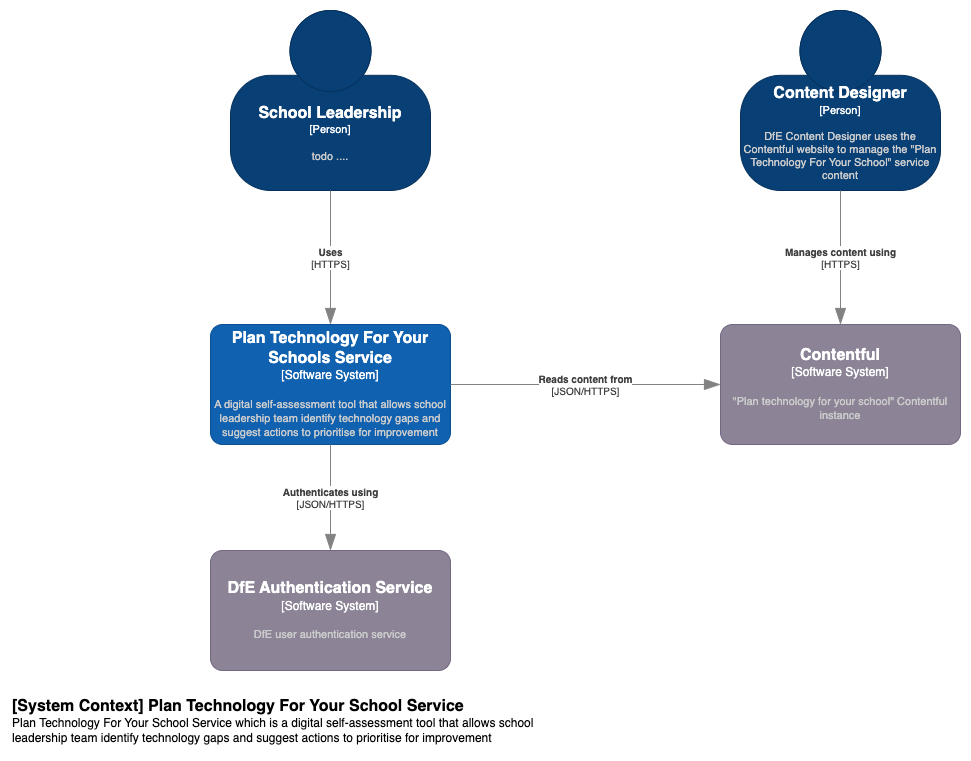 School Leadership
[Person]
todo ....
Content Designer
[Person]
DfE Content Designer uses the
Contentful website to manage the "Plan
Technology For Your School" service
content
Uses
[HTTPS]
Manages content using
[HTTPS]
Plan Technology For Your
Schools Service
[Software System]
A digital self-assessment tool that allows school
leadership team identify technology gaps and
suggest actions to prioritise for improvement
Reads content from
[JSON/HTTPS]
Contentful
[Software System]
"Plan technology for your school" Contentful
instance
Authenticates using
[JSON/HTTPS]
DfE Authentication Service
[Software System]
DfE user authentication service
[System Context] Plan Technology For Your School Service
Plan Technology For Your School Service which is a digital self-assessment tool that allows school
leadership team identify technology gaps and suggest actions to prioritise for improvement